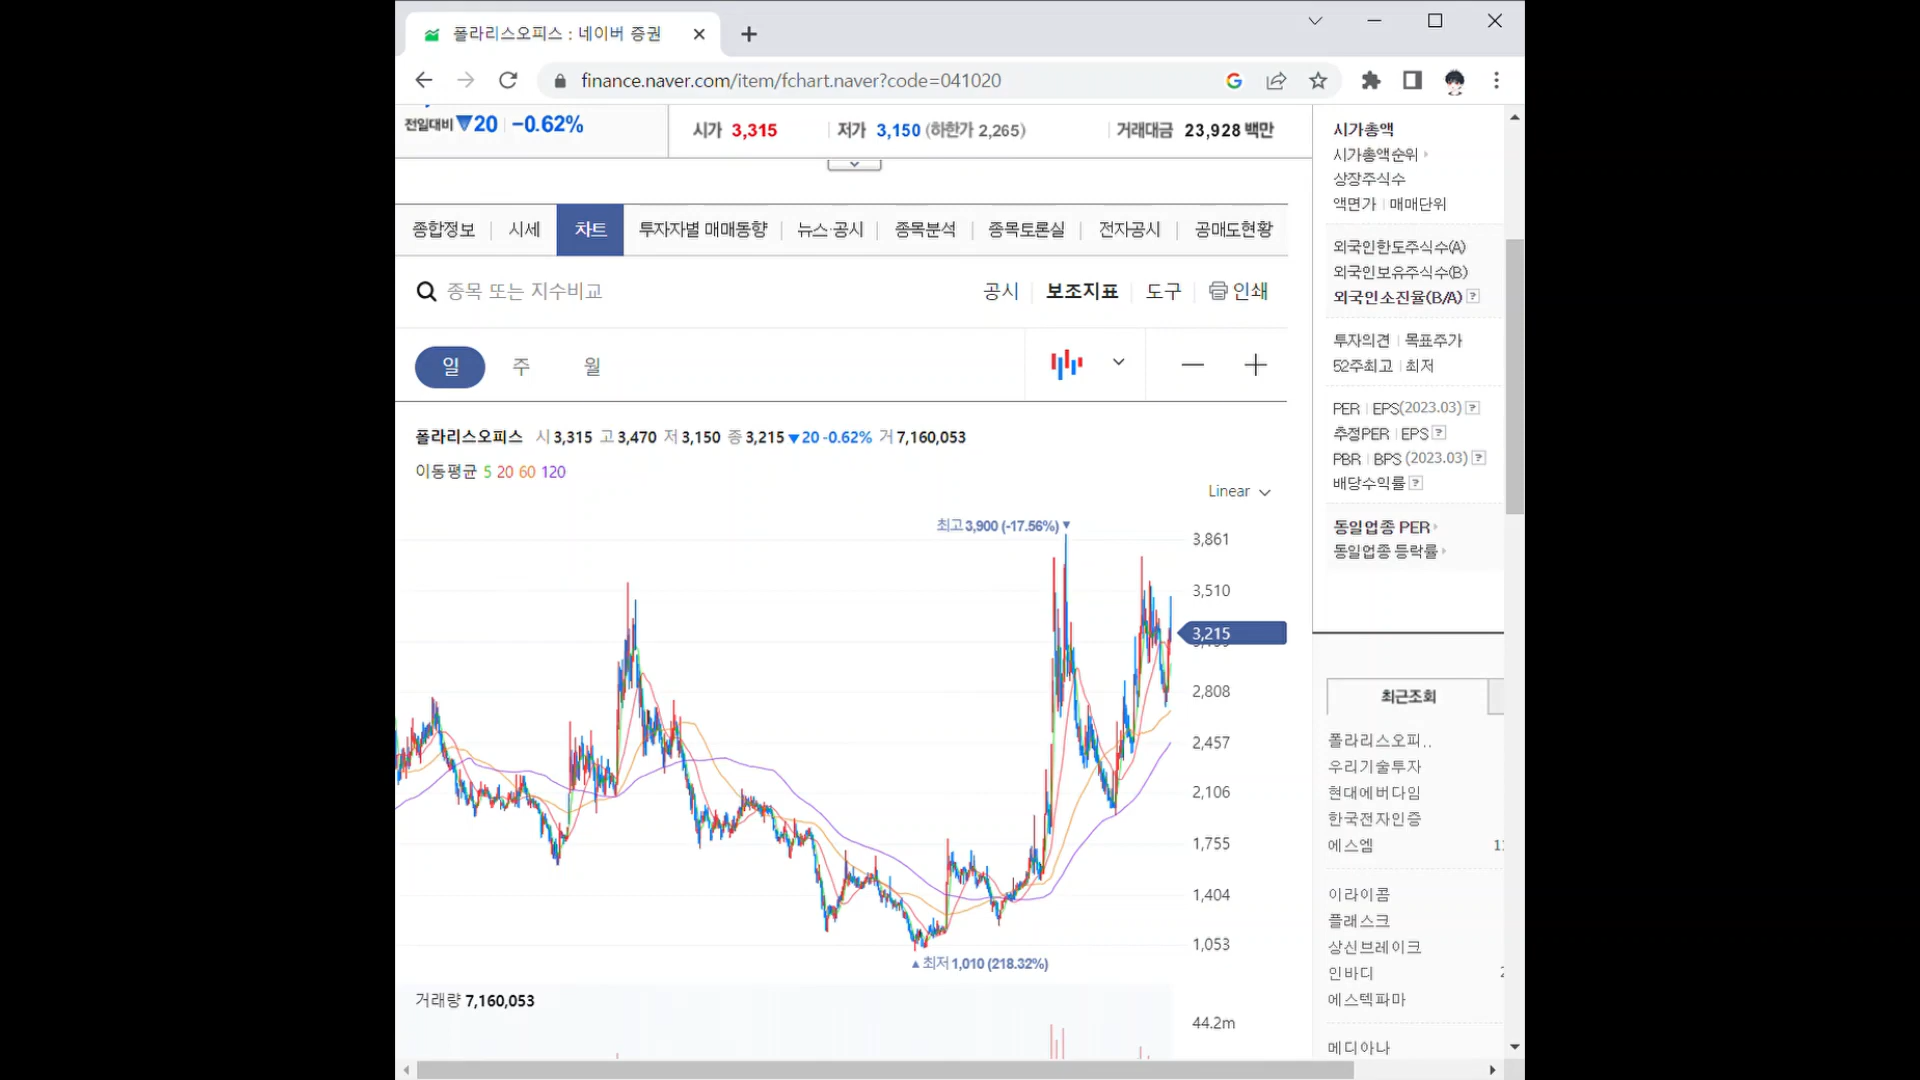 폴라리스오피스 : 네이버 증권
finance.naver.com/item/fchart.naver?code=041020
전일대비 ▼20 -0.62%
시가 3,315 저가 3,150 (하한가 2,265) 거래대금 23,928 백만
종합정보 시세 차트 투자자별 매매동향 뉴스·공시 종목분석 종목토론실 전자공시 공매도현황
종목 또는 지수비교 공시 보조지표 도구 인쇄
일 주 월
폴라리스오피스 시 3,315 고 3,470 저 3,150 종 3,215 ▼20 -0.62% 거 7,160,053
이동평균 5 20 60 120
Linear
최고 3,900 (-17.56%) ▼
3,861
3,510
3,215
2,808
2,457
2,106
1,755
1,404
1,053
▲ 최저 1,010 (218.32%)
거래량 7,160,053
44.2m
시가총액
시가총액순위
상장주식수
액면가 | 매매단위
외국인한도주식수(A)
외국인보유주식수(B)
외국인소진율(B/A) ?
투자의견 | 목표주가
52주최고 | 최저
PER | EPS(2023.03) ?
추정PER | EPS ?
PBR | BPS (2023.03) ?
배당수익률 ?
동일업종 PER
동일업종 등락률
최근조회
폴라리스오피..
우리기술투자
현대에버다임
한국전자인증
에스엠
이라이콤
플래스크
상신브레이크
인바디
에스텍파마
메디아나